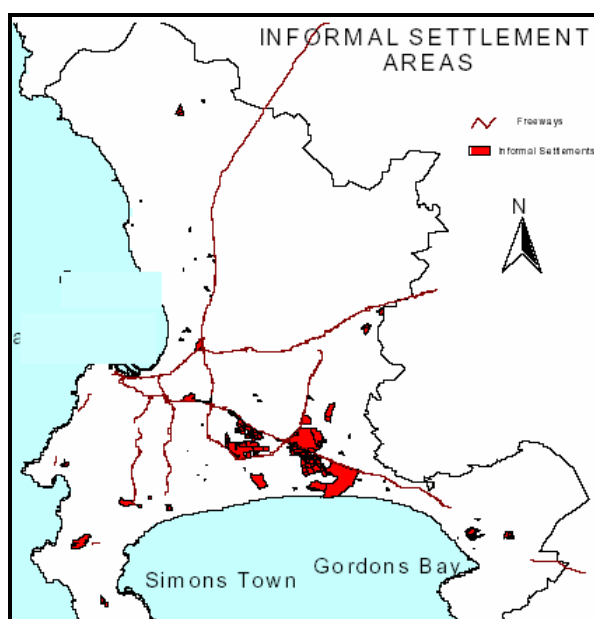 INFORMAL SETTLEMENT
AREAS
Freeways
Informal Settlements
N
Simons Town
Gordons Bay